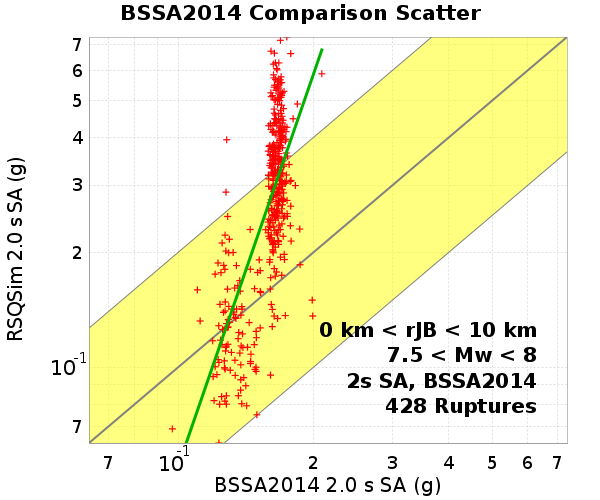 BSSA2014 Comparison Scatter
7
6
5
4
3
2
10-1
7
RSQSim 2.0 s SA (g)
0 km < rJB < 10 km
7.5 < Mw < 8
2s SA, BSSA2014
428 Ruptures
7 10-1 2 3 4 5 6 7
BSSA2014 2.0 s SA (g)